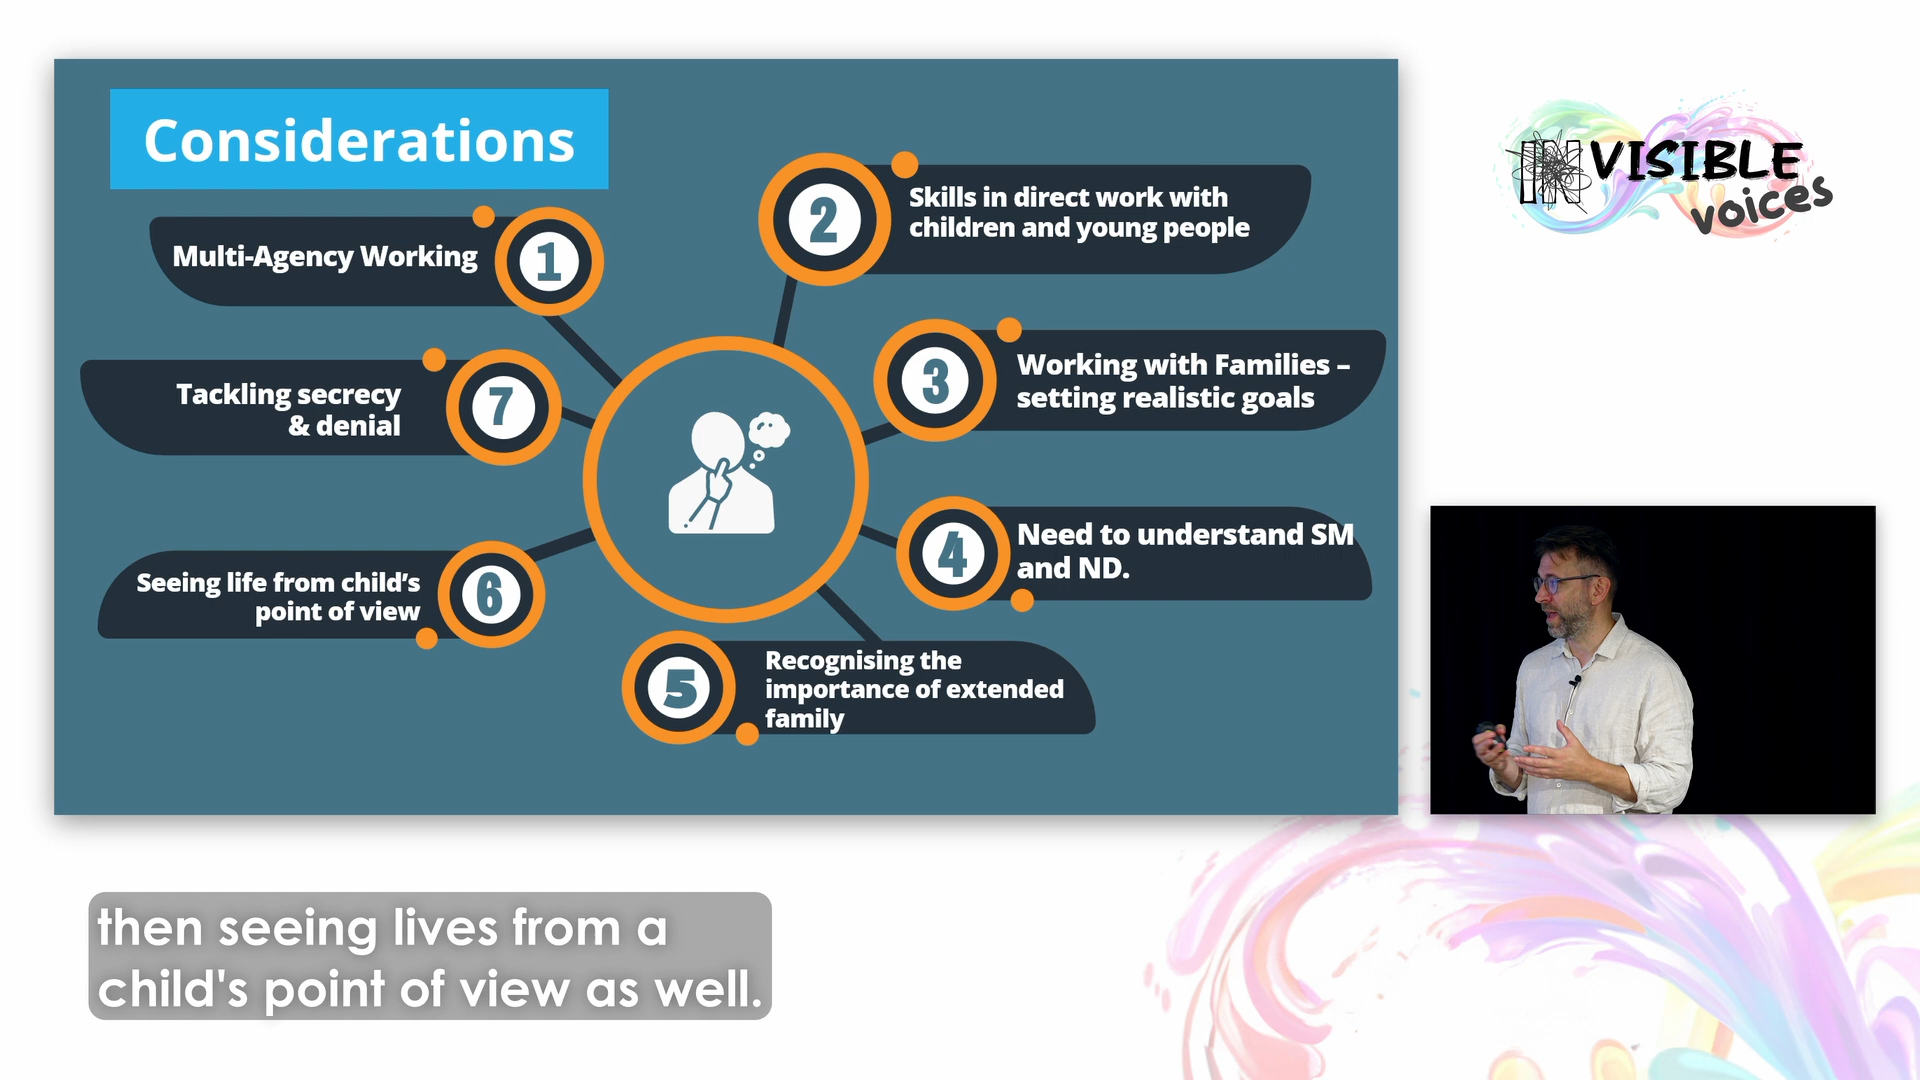 Considerations
1
Multi-Agency Working
2
Skills in direct work with
children and young people
3
Working with Families –
setting realistic goals
4
Need to understand SM
and ND.
5
Recognising the
importance of extended
family
6
Seeing life from child’s
point of view
7
Tackling secrecy
& denial
INVISIBLE
voices
then seeing lives from a
child's point of view as well.